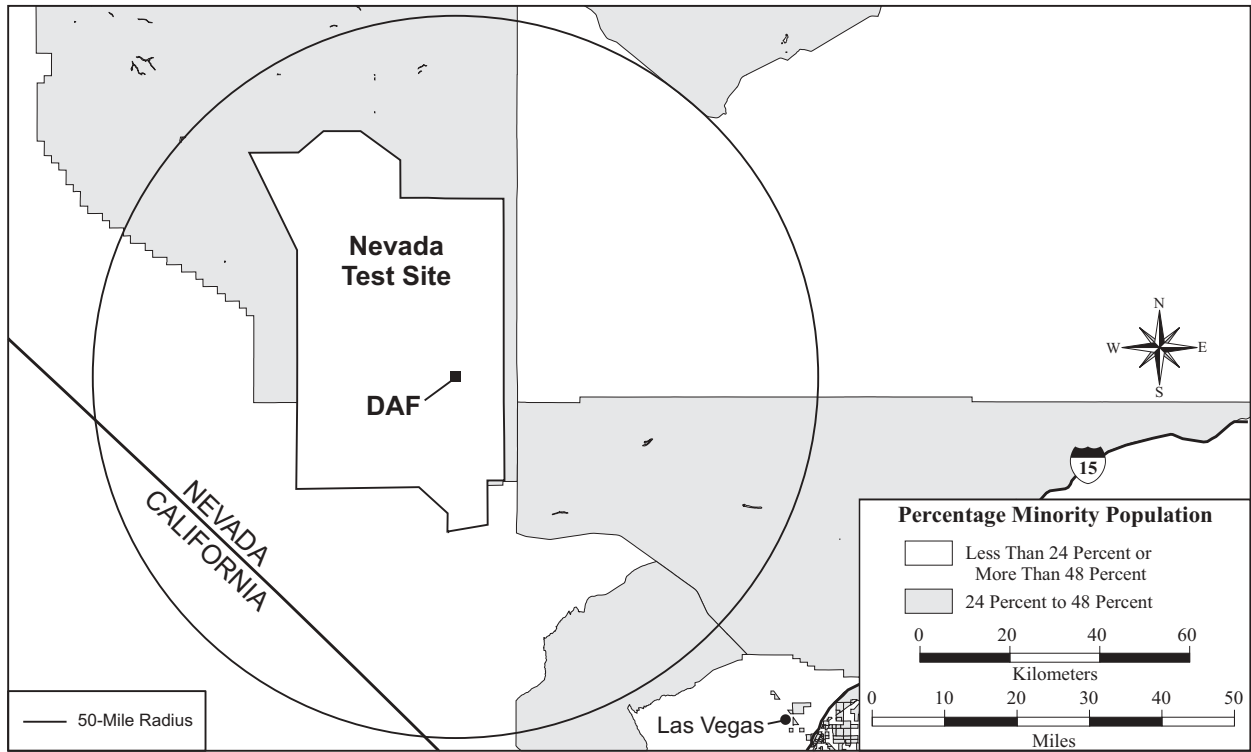 Nevada
Test Site
DAF
N
W
E
S
NEVADA
CALIFORNIA
15
Percentage Minority Population
Less Than 24 Percent or
More Than 48 Percent
24 Percent to 48 Percent
0 20 40 60
Kilometers
0 10 20 30 40 50
Miles
50-Mile Radius
Las Vegas